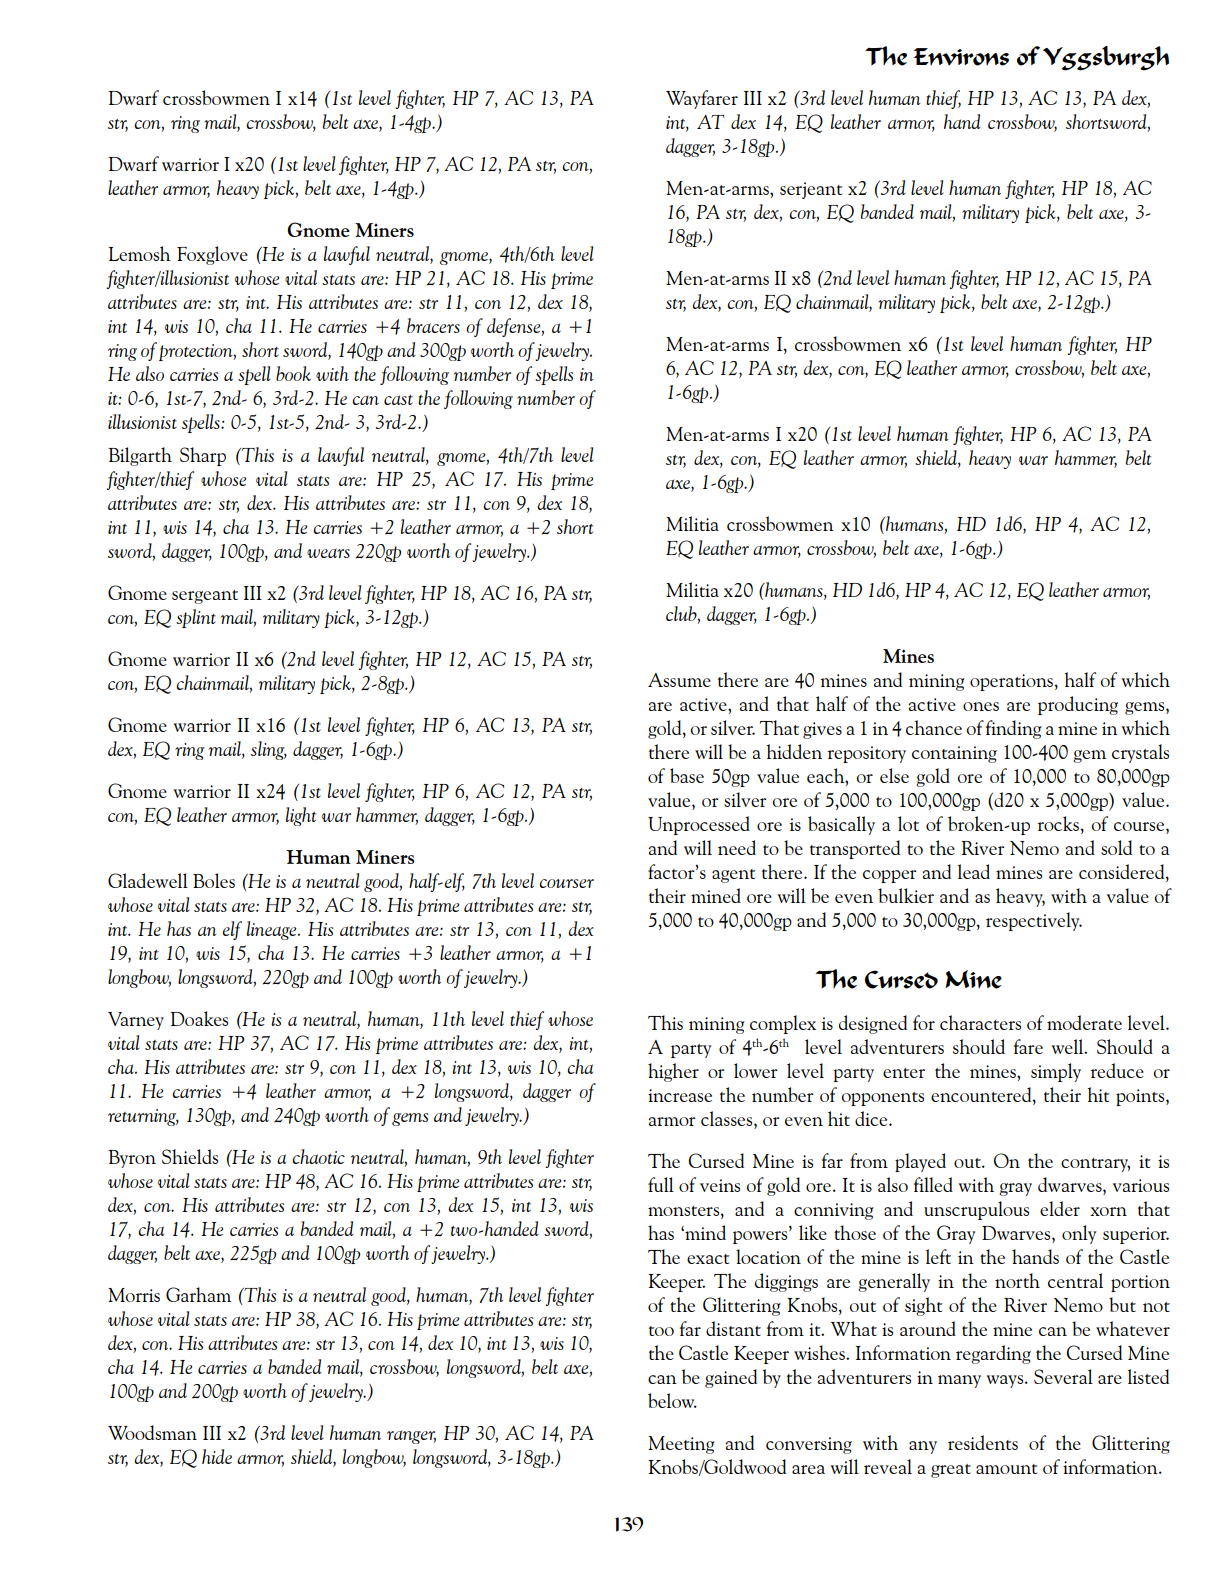 The Environs of Yggsburgh
Dwarf crossbowmen I x14 (1st level fighter, HP 7, AC 13, PA
str, con, ring mail, crossbow, belt axe, 1-4gp.)
Dwarf warrior I x20 (1st level fighter, HP 7, AC 12, PA str, con,
leather armor, heavy pick, belt axe, 1-4gp.)
Gnome Miners
Lemosh Foxglove (He is a lawful neutral, gnome, 4th/6th level
fighter/illusionist whose vital stats are: HP 21, AC 18. His prime
attributes are: str, int. His attributes are: str 11, con 12, dex 18,
int 14, wis 10, cha 11. He carries +4 bracers of defense, a +1
ring of protection, short sword, 140gp and 300gp worth of jewelry.
He also carries a spell book with the following number of spells in
it: 0-6, 1st-7, 2nd- 6, 3rd-2. He can cast the following number of
illusionist spells: 0-5, 1st-5, 2nd- 3, 3rd-2.)
Bilgarth Sharp (This is a lawful neutral, gnome, 4th/7th level
fighter/thief whose vital stats are: HP 25, AC 17. His prime
attributes are: str, dex. His attributes are: str 11, con 9, dex 18,
int 11, wis 14, cha 13. He carries +2 leather armor, a +2 short
sword, dagger, 100gp, and wears 220gp worth of jewelry.)
Gnome sergeant III x2 (3rd level fighter, HP 18, AC 16, PA str,
con, EQ splint mail, military pick, 3-12gp.)
Gnome warrior II x6 (2nd level fighter, HP 12, AC 15, PA str,
con, EQ chainmail, military pick, 2-8gp.)
Gnome warrior II x16 (1st level fighter, HP 6, AC 13, PA str,
dex, EQ ring mail, sling, dagger, 1-6gp.)
Gnome warrior II x24 (1st level fighter, HP 6, AC 12, PA str,
con, EQ leather armor, light war hammer, dagger, 1-6gp.)
Human Miners
Gladewell Boles (He is a neutral good, half-elf, 7th level courser
whose vital stats are: HP 32, AC 18. His prime attributes are: str,
int. He has an elf lineage. His attributes are: str 13, con 11, dex
19, int 10, wis 15, cha 13. He carries +3 leather armor, a +1
longbow, longsword, 220gp and 100gp worth of jewelry.)
Varney Doakes (He is a neutral, human, 11th level thief whose
vital stats are: HP 37, AC 17. His prime attributes are: dex, int,
cha. His attributes are: str 9, con 11, dex 18, int 13, wis 10, cha
11. He carries +4 leather armor, a +2 longsword, dagger of
returning, 130gp, and 240gp worth of gems and jewelry.)
Byron Shields (He is a chaotic neutral, human, 9th level fighter
whose vital stats are: HP 48, AC 16. His prime attributes are: str,
dex, con. His attributes are: str 12, con 13, dex 15, int 13, wis
17, cha 14. He carries a banded mail, a +2 two-handed sword,
dagger, belt axe, 225gp and 100gp worth of jewelry.)
Morris Garham (This is a neutral good, human, 7th level fighter
whose vital stats are: HP 38, AC 16. His prime attributes are: str,
dex, con. His attributes are: str 13, con 14, dex 10, int 13, wis 10,
cha 14. He carries a banded mail, crossbow, longsword, belt axe,
100gp and 200gp worth of jewelry.)
Woodsman III x2 (3rd level human ranger, HP 30, AC 14, PA
str, dex, EQ hide armor, shield, longbow, longsword, 3-18gp.)
Wayfarer III x2 (3rd level human thief, HP 13, AC 13, PA dex,
int, AT dex 14, EQ leather armor, hand crossbow, shortsword,
dagger, 3-18gp.)
Men-at-arms, serjeant x2 (3rd level human fighter, HP 18, AC
16, PA str, dex, con, EQ banded mail, military pick, belt axe, 3-
18gp.)
Men-at-arms II x8 (2nd level human fighter, HP 12, AC 15, PA
str, dex, con, EQ chainmail, military pick, belt axe, 2-12gp.)
Men-at-arms I, crossbowmen x6 (1st level human fighter, HP
6, AC 12, PA str, dex, con, EQ leather armor, crossbow, belt axe,
1-6gp.)
Men-at-arms I x20 (1st level human fighter, HP 6, AC 13, PA
str, dex, con, EQ leather armor, shield, heavy war hammer, belt
axe, 1-6gp.)
Militia crossbowmen x10 (humans, HD 1d6, HP 4, AC 12,
EQ leather armor, crossbow, belt axe, 1-6gp.)
Militia x20 (humans, HD 1d6, HP 4, AC 12, EQ leather armor,
club, dagger, 1-6gp.)
Mines
Assume there are 40 mines and mining operations, half of which
are active, and that half of the active ones are producing gems,
gold, or silver. That gives a 1 in 4 chance of finding a mine in which
there will be a hidden repository containing 100-400 gem crystals
of base 50gp value each, or else gold ore of 10,000 to 80,000gp
value, or silver ore of 5,000 to 100,000gp (d20 x 5,000gp) value.
Unprocessed ore is basically a lot of broken-up rocks, of course,
and will need to be transported to the River Nemo and sold to a
factor's agent there. If the copper and lead mines are considered,
their mined ore will be even bulkier and as heavy, with a value of
5,000 to 40,000gp and 5,000 to 30,000gp, respectively.
The Cursed Mine
This mining complex is designed for characters of moderate level.
A party of 4th-6th level adventurers should fare well. Should a
higher or lower level party enter the mines, simply reduce or
increase the number of opponents encountered, their hit points,
armor classes, or even hit dice.
The Cursed Mine is far from played out. On the contrary, it is
full of veins of gold ore. It is also filled with gray dwarves, various
monsters, and a conniving and unscrupulous elder xorn that
has 'mind powers' like those of the Gray Dwarves, only superior.
The exact location of the mine is left in the hands of the Castle
Keeper. The diggings are generally in the north central portion
of the Glittering Knobs, out of sight of the River Nemo but not
too far distant from it. What is around the mine can be whatever
the Castle Keeper wishes. Information regarding the Cursed Mine
can be gained by the adventurers in many ways. Several are listed
below.
Meeting and conversing with any residents of the Glittering
Knobs/Goldwood area will reveal a great amount of information.
139